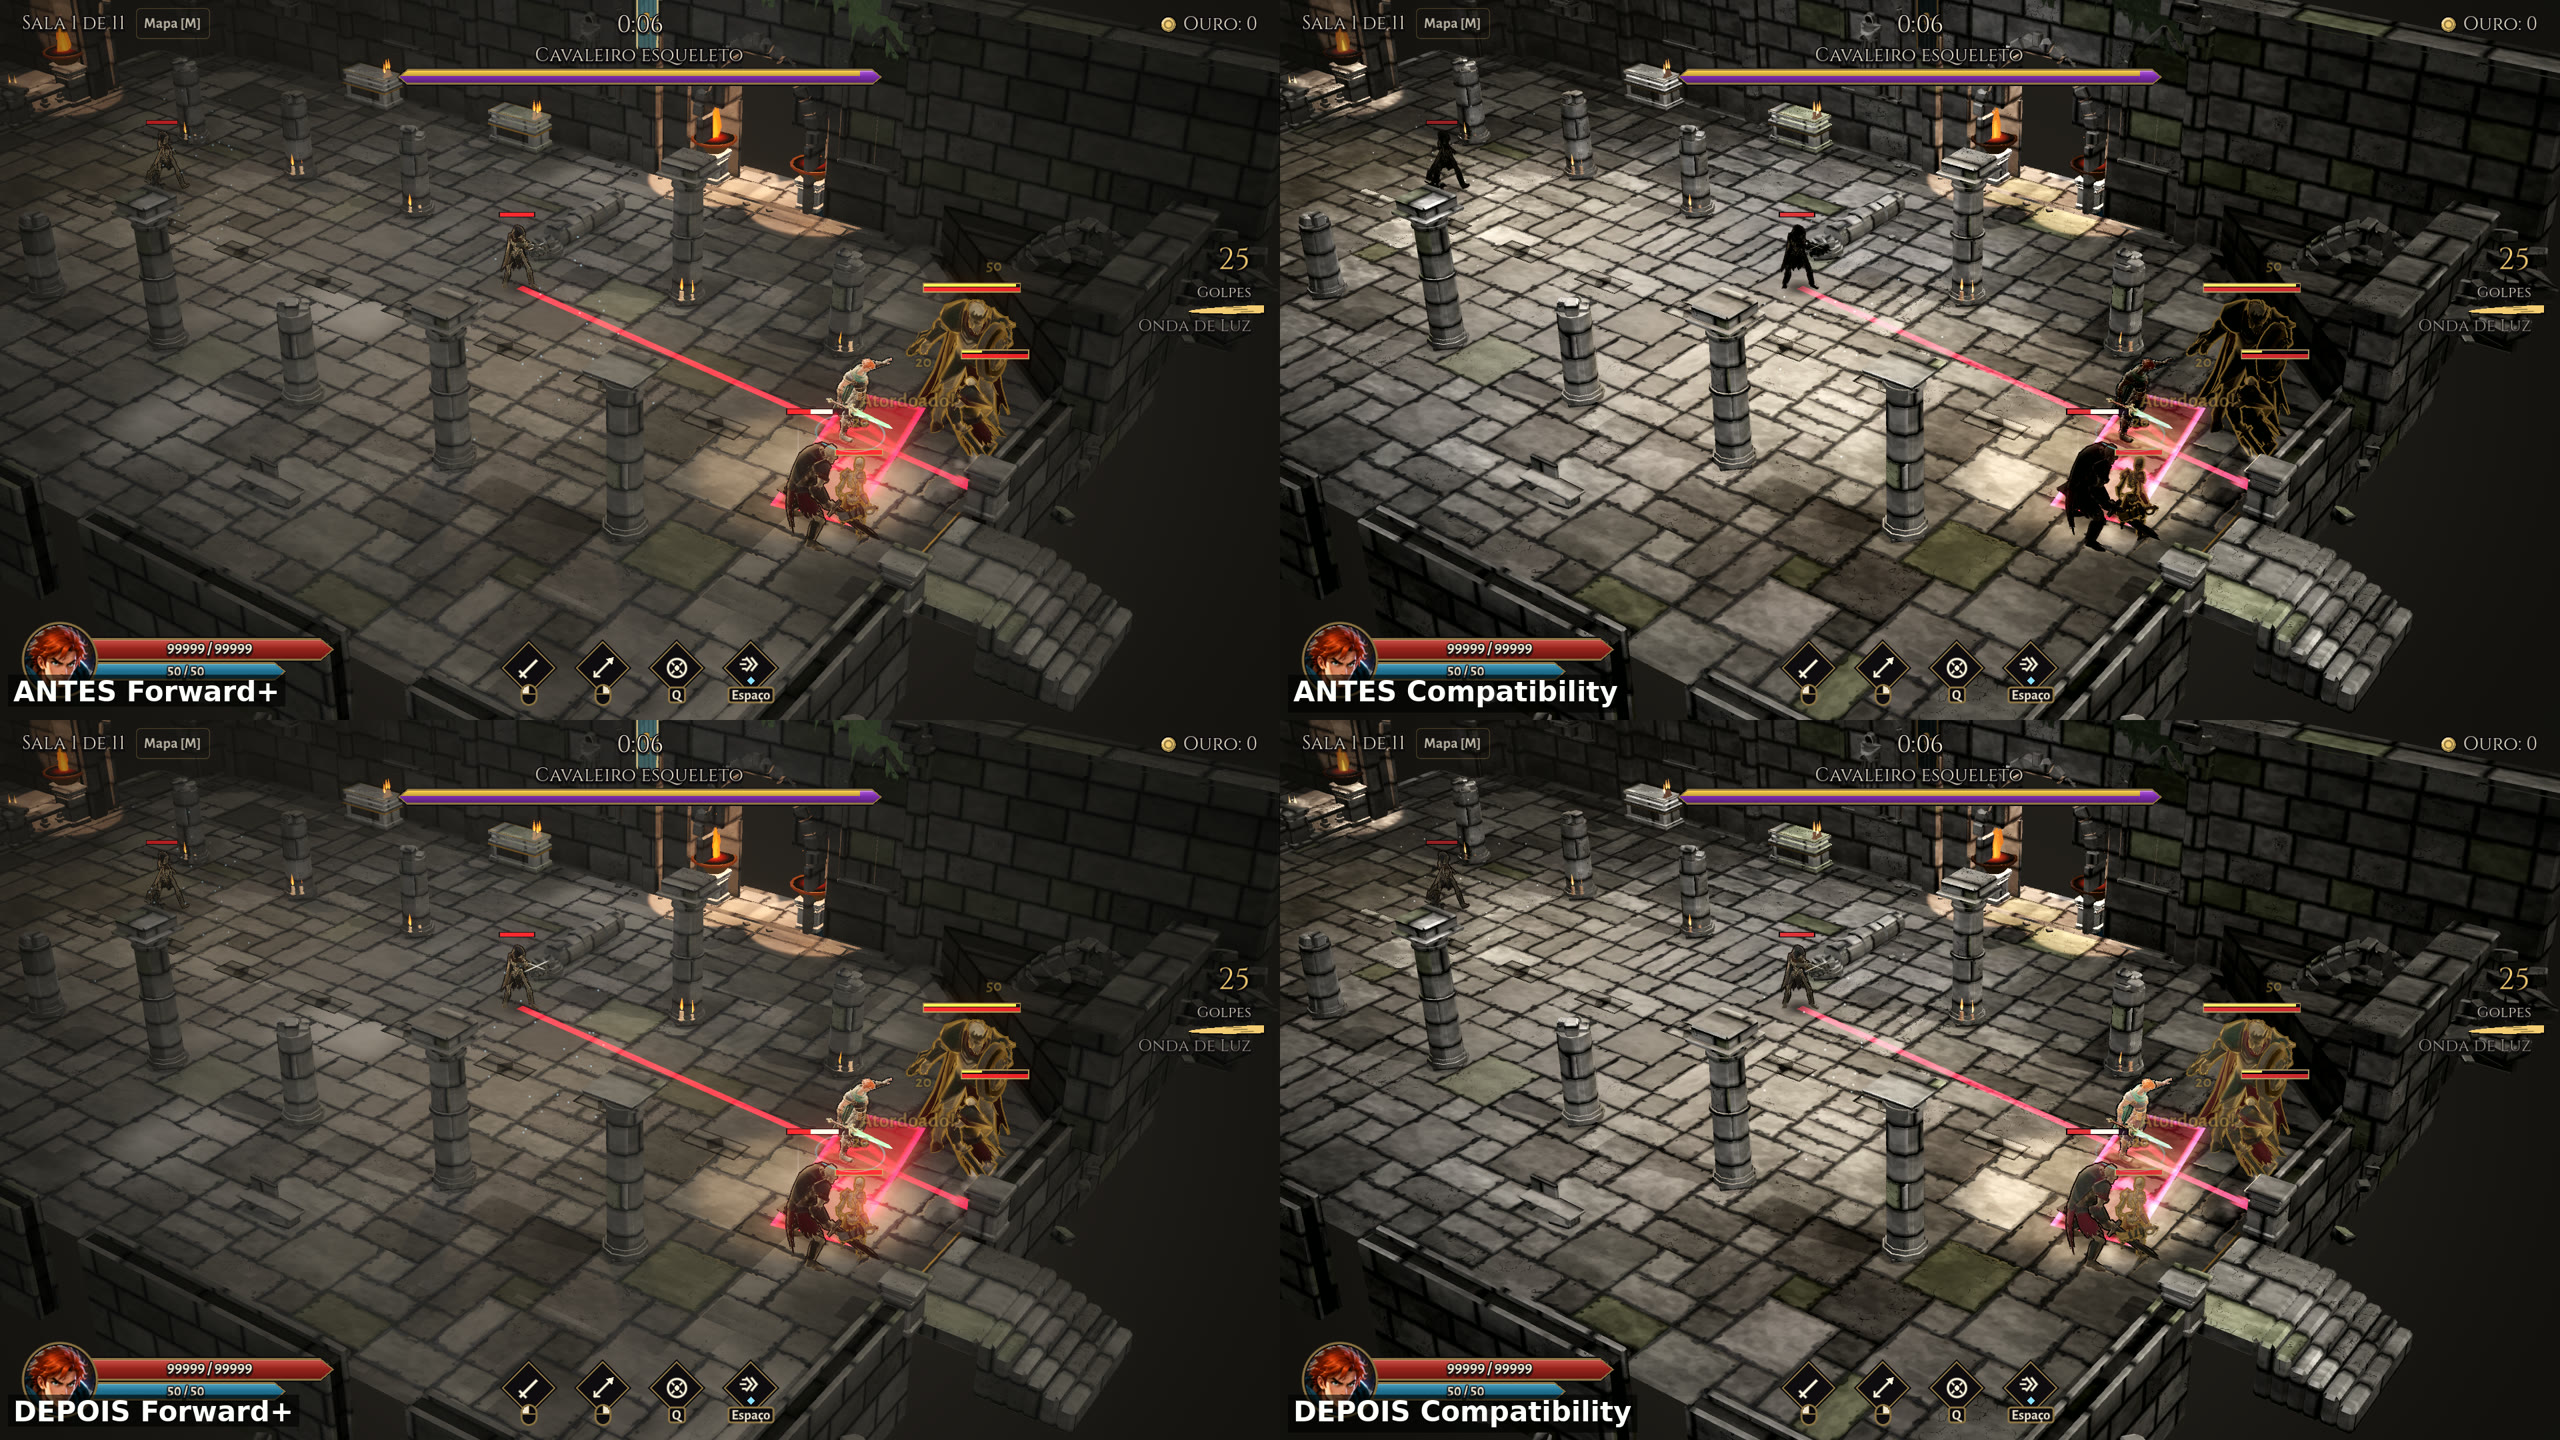 SALA 1 DE 11
Mapa [M]
0:06
OURO: 0
CAVALEIRO ESQUELETO
25
GOLPES
ONDA DE LUZ
50
20
Atordoado!
99999/99999
50/50
Q
Espaço
ANTES Forward+
SALA 1 DE 11
Mapa [M]
0:06
OURO: 0
CAVALEIRO ESQUELETO
25
GOLPES
ONDA DE LUZ
50
20
Atordoado!
99999/99999
50/50
Q
Espaço
ANTES Compatibility
SALA 1 DE 11
Mapa [M]
0:06
OURO: 0
CAVALEIRO ESQUELETO
25
GOLPES
ONDA DE LUZ
50
20
Atordoado!
99999/99999
50/50
Q
Espaço
DEPOIS Forward+
SALA 1 DE 11
Mapa [M]
0:06
OURO: 0
CAVALEIRO ESQUELETO
25
GOLPES
ONDA DE LUZ
50
20
Atordoado!
99999/99999
50/50
Q
Espaço
DEPOIS Compatibility